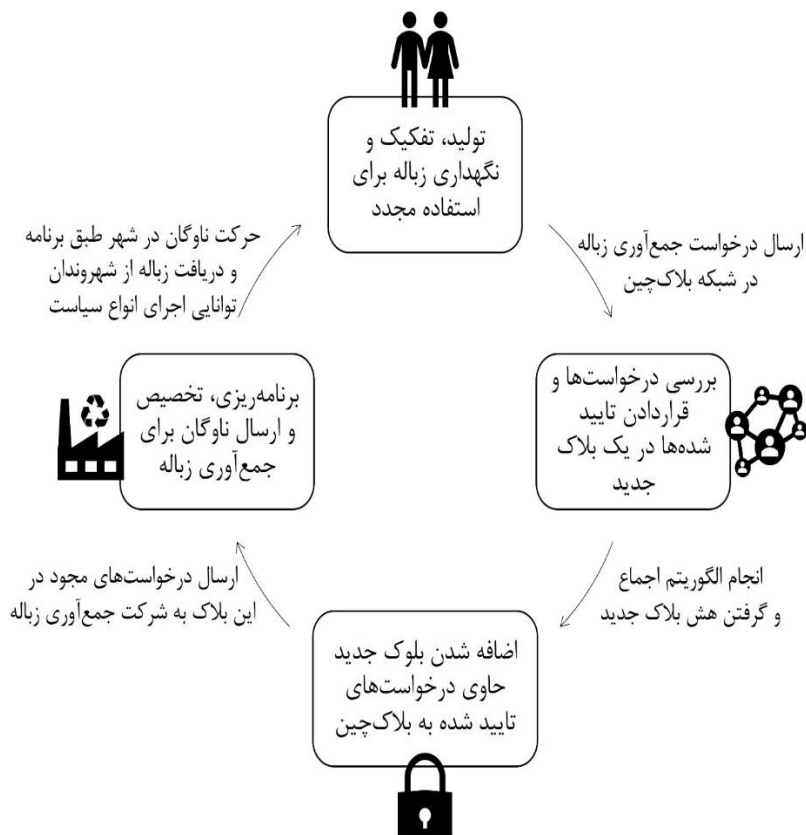 تولید، تفکیک و
نگهداری زباله برای
استفاده مجدد
ارسال درخواست جمع‌آوری زباله
در شبکه بلاک‌چین
بررسی درخواست‌ها و
قراردادن تایید
شده‌ها در یک بلاک
جدید
انجام الگوریتم اجماع
و گرفتن هش بلاک جدید
اضافه شدن بلوک جدید
حاوی درخواست‌های
تایید شده به بلاک‌چین
ارسال درخواست‌های مجود در
این بلاک به شرکت جمع‌آوری زباله
برنامه‌ریزی، تخصیص
و ارسال ناوگان برای
جمع‌آوری زباله
حرکت ناوگان در شهر طبق برنامه
و دریافت زباله از شهروندان
توانایی اجرای انواع سیاست